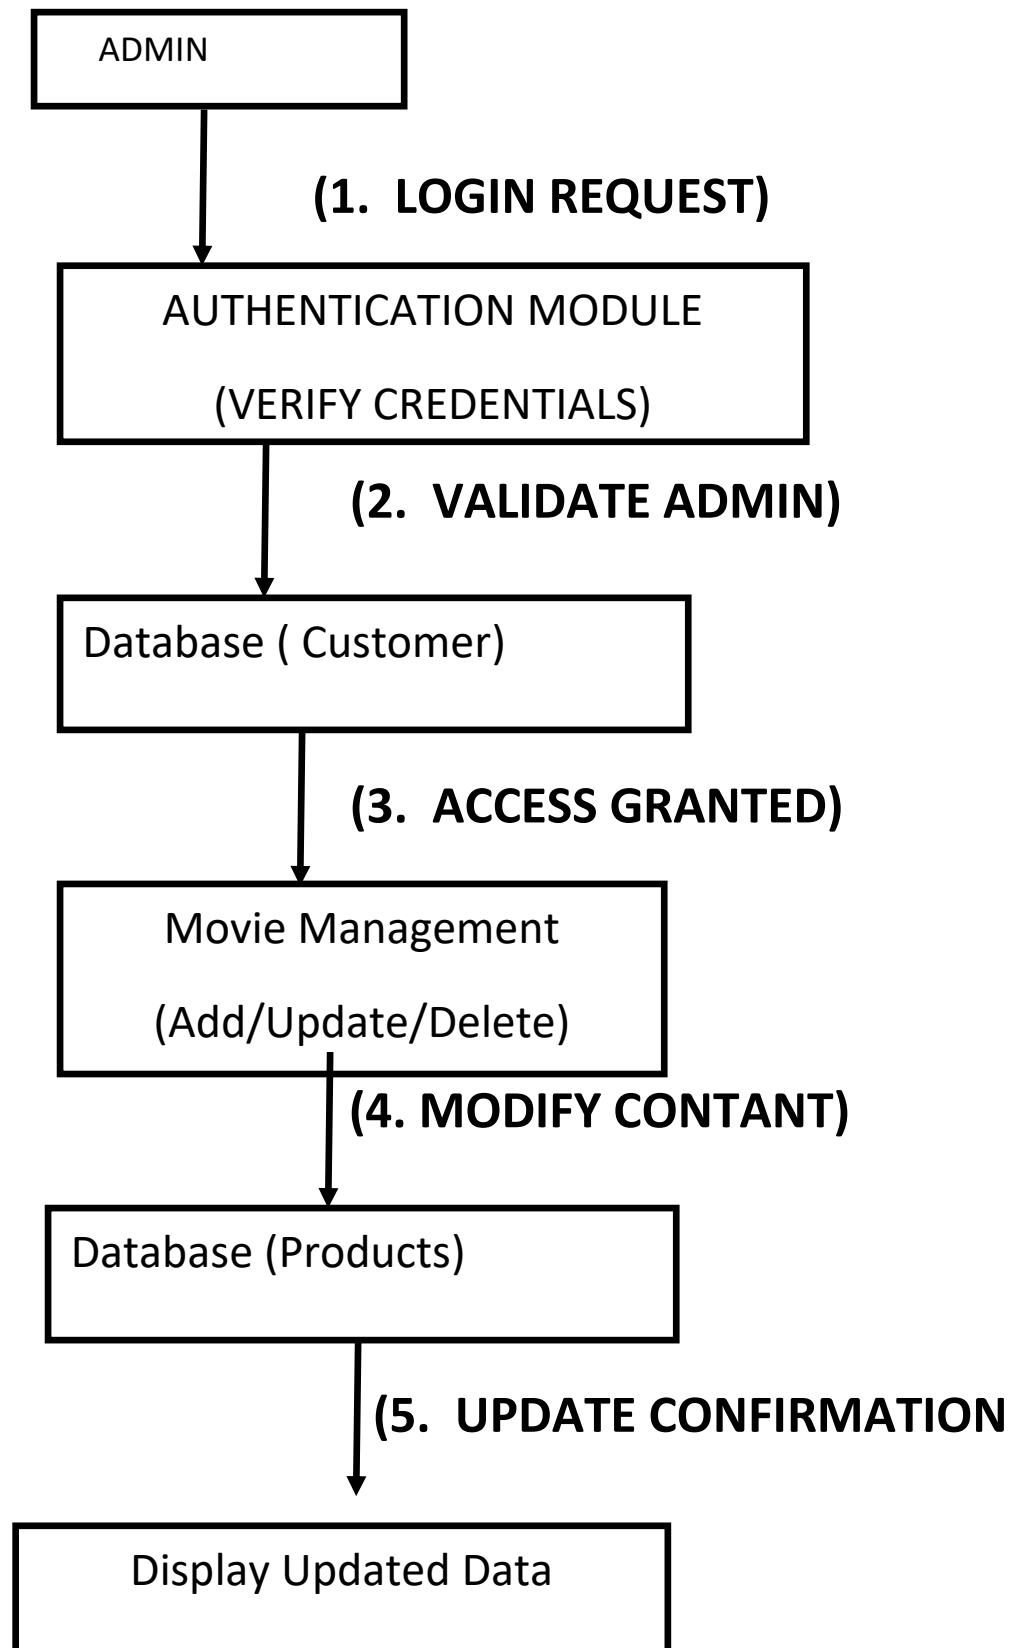 ADMIN
(1. LOGIN REQUEST)
AUTHENTICATION MODULE
(VERIFY CREDENTIALS)
(2. VALIDATE ADMIN)
Database ( Customer)
(3. ACCESS GRANTED)
Movie Management
(Add/Update/Delete)
(4. MODIFY CONTANT)
Database (Products)
(5. UPDATE CONFIRMATION
Display Updated Data